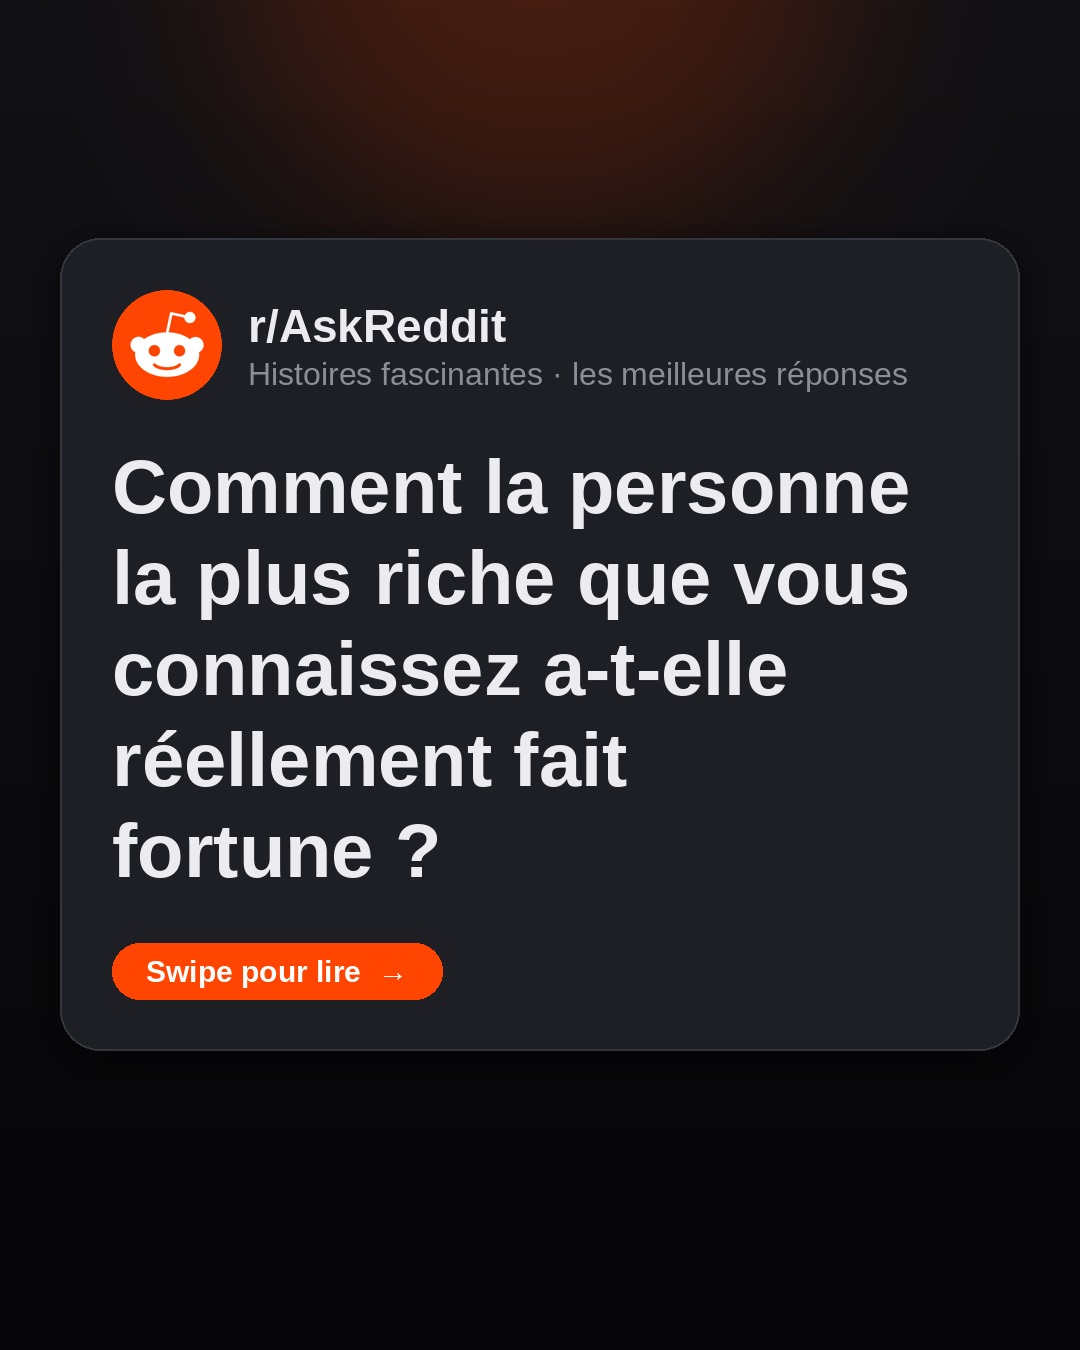 r/AskReddit
Histoires fascinantes · les meilleures réponses
Comment la personne
la plus riche que vous
connaissez a-t-elle
réellement fait
fortune ?
Swipe pour lire →